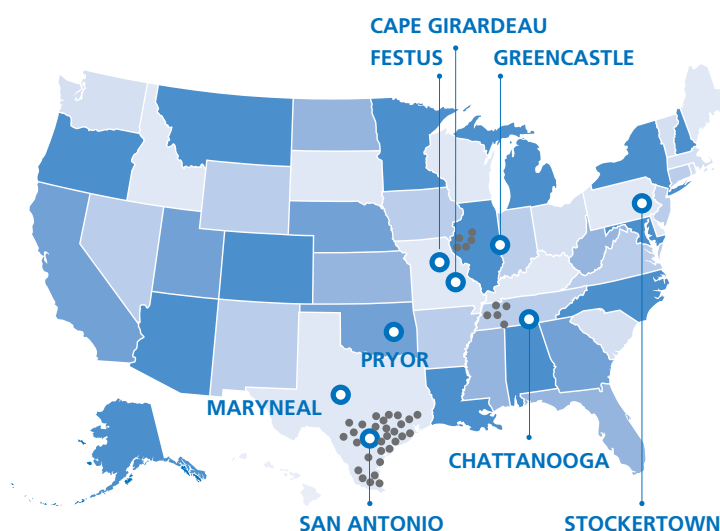 CAPE GIRARDEAU
FESTUS
GREENCASTLE
PRYOR
MARYNEAL
CHATTANOOGA
SAN ANTONIO
STOCKERTOWN